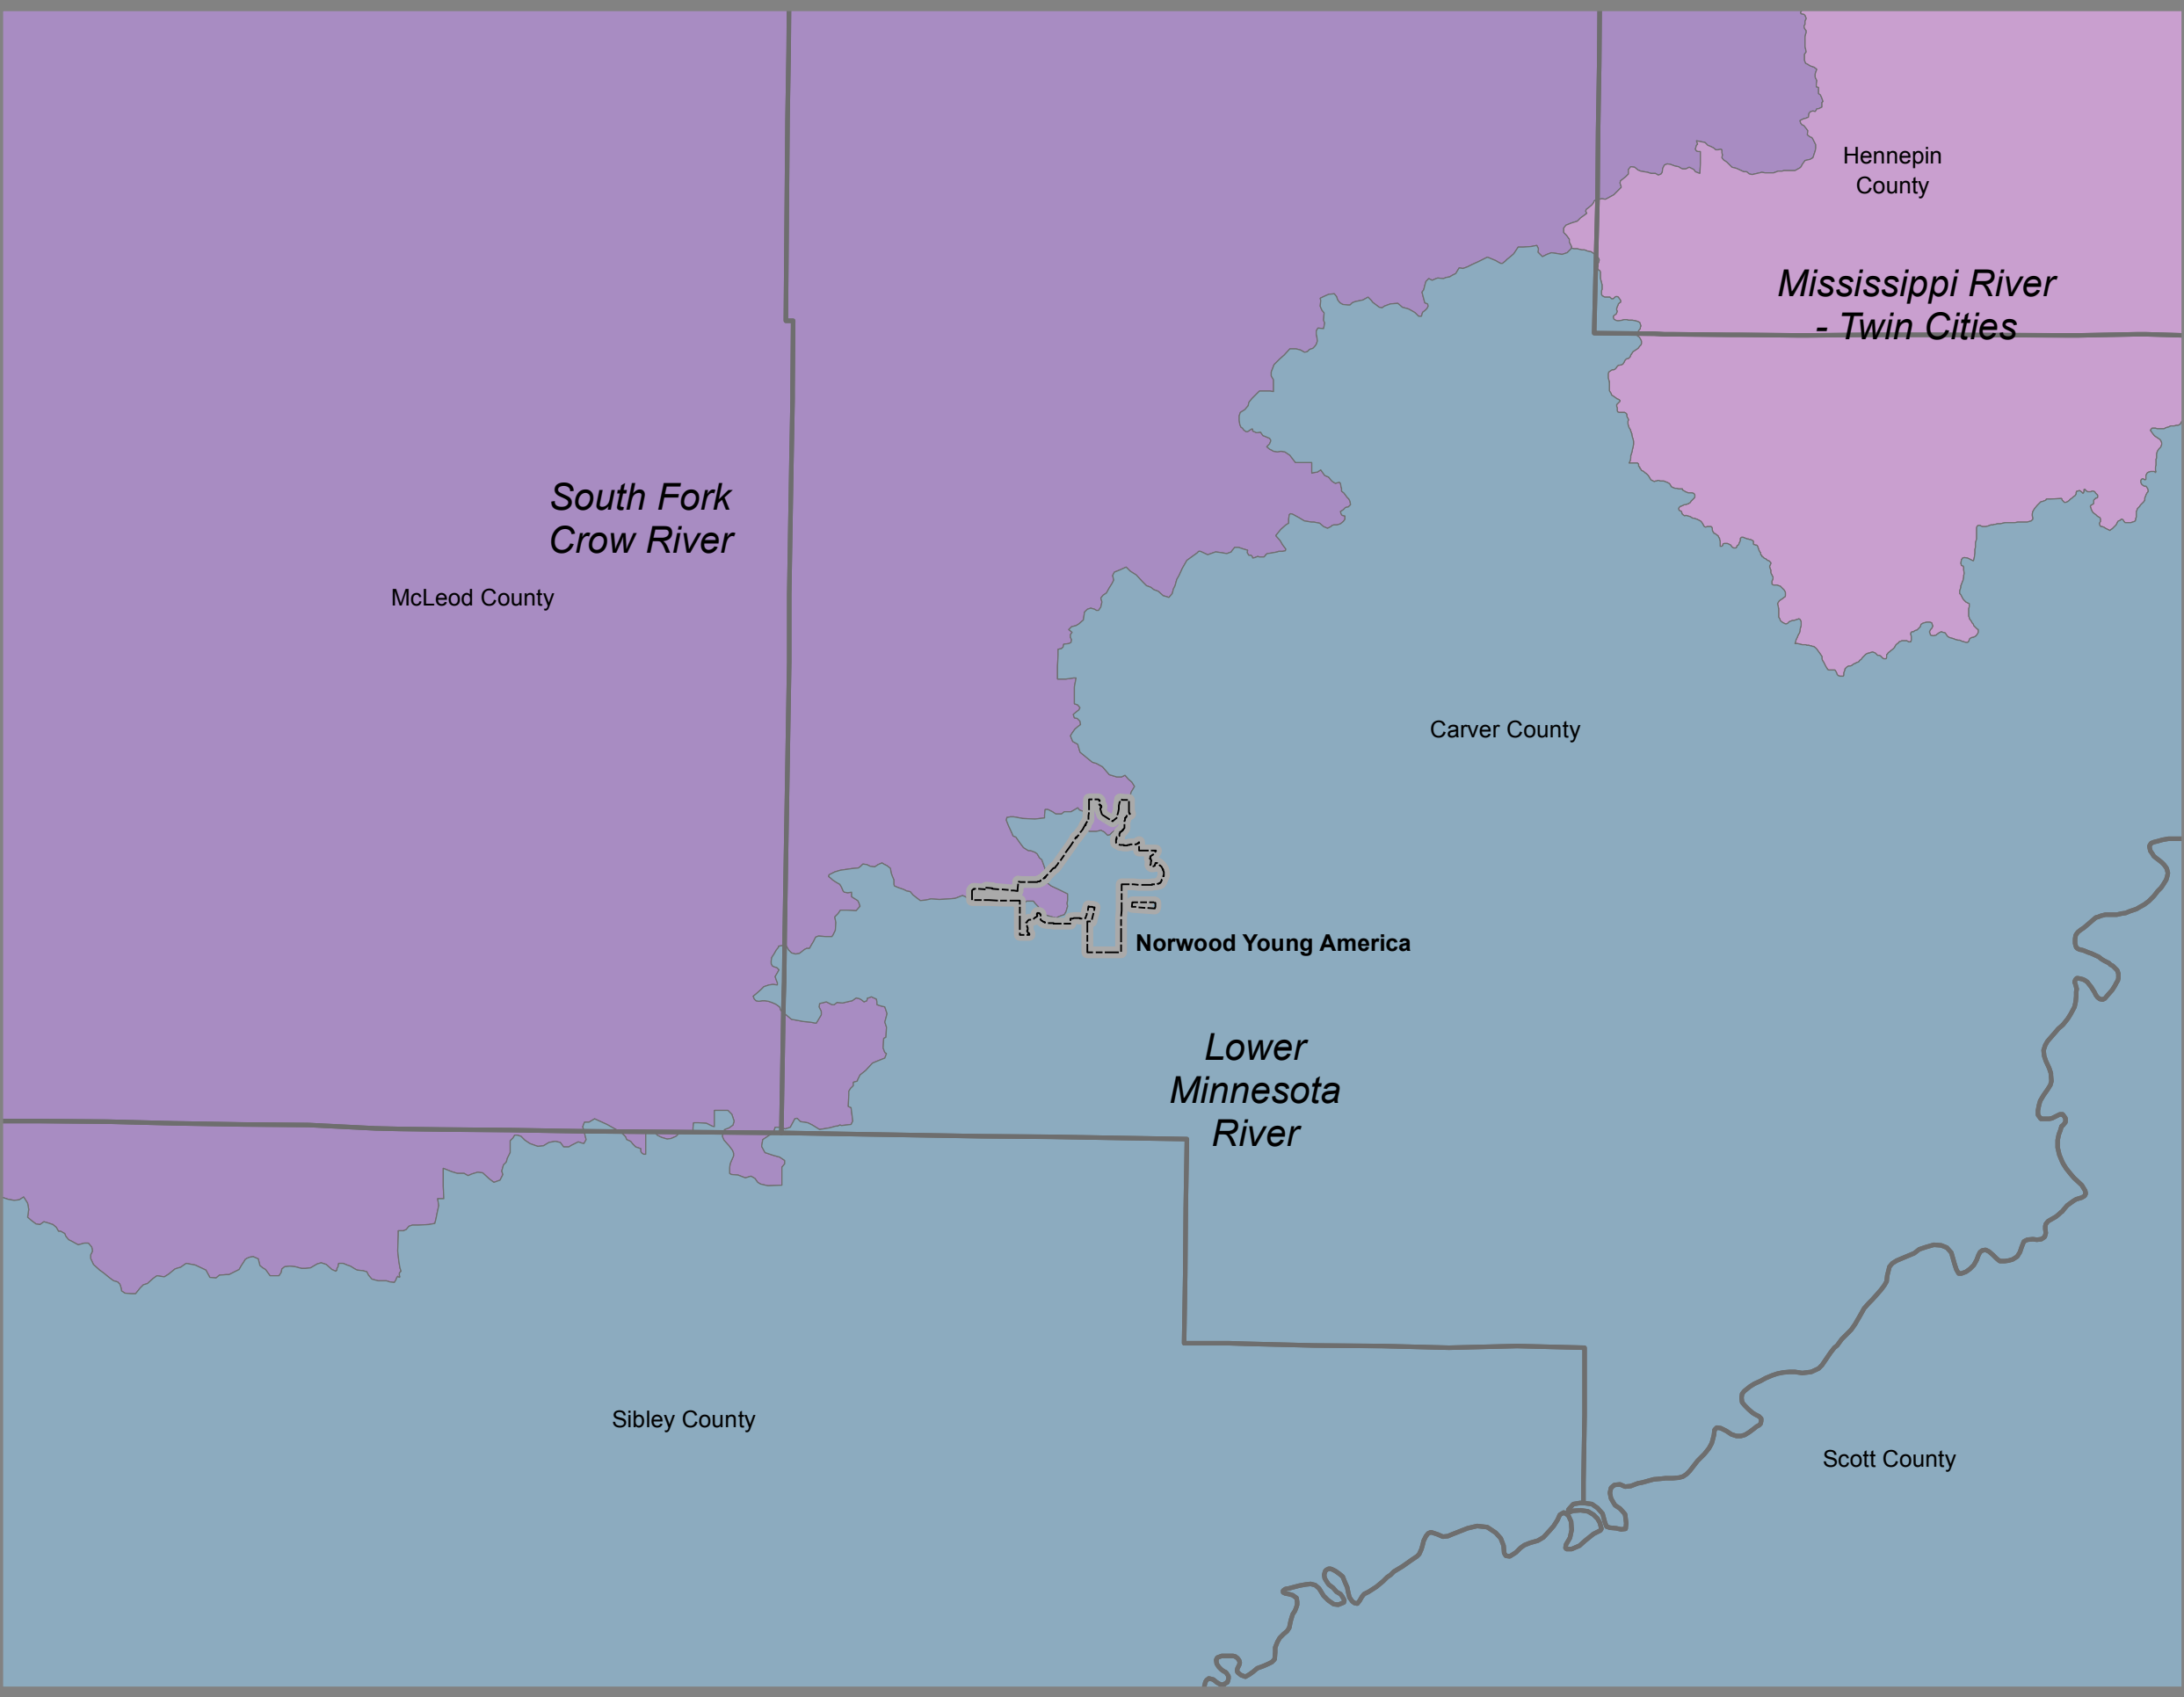 Hennepin
County
Mississippi River
- Twin Cities
South Fork
Crow River
McLeod County
Carver County
Norwood Young America
Lower
Minnesota
River
Sibley County
Scott County